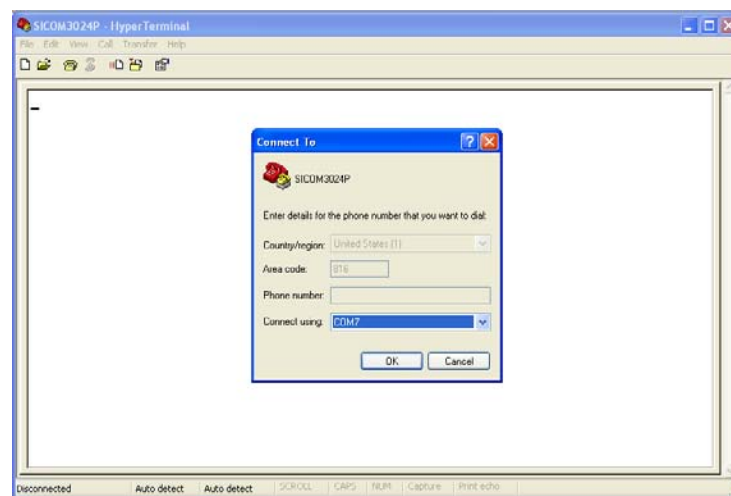 SICOM3024P - HyperTerminal
File Edit View Call Transfer Help
Connect To
SICOM3024P
Enter details for the phone number that you want to dial:
Country/region: United States (1)
Area code: 816
Phone number:
Connect using: COM7
OK Cancel
Disconnected Auto detect Auto detect SCROLL CAPS NUM Capture Print echo